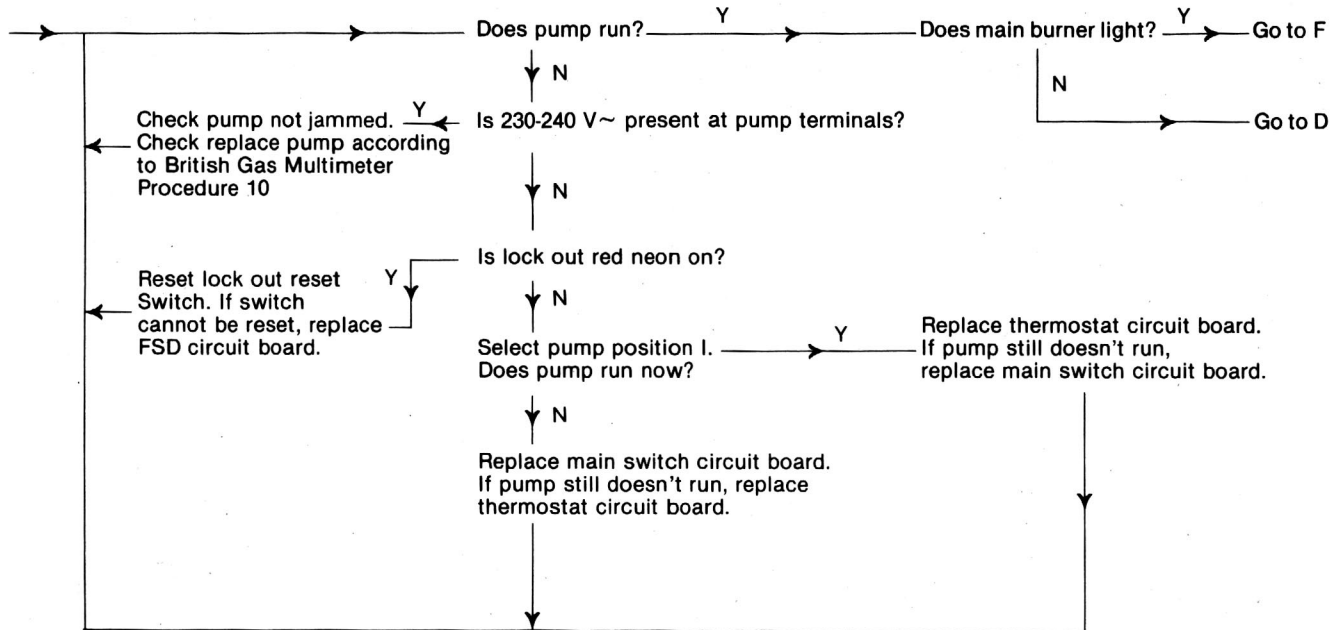 Does pump run?
Y
Does main burner light?
Y
Go to F
N
N
Go to D
Check pump not jammed.
Check replace pump according
to British Gas Multimeter
Procedure 10
Y
Is 230-240 V~ present at pump terminals?
N
Is lock out red neon on?
Y
Reset lock out reset
Switch. If switch
cannot be reset, replace
FSD circuit board.
N
Select pump position I.
Does pump run now?
Y
Replace thermostat circuit board.
If pump still doesn't run,
replace main switch circuit board.
N
Replace main switch circuit board.
If pump still doesn't run, replace
thermostat circuit board.